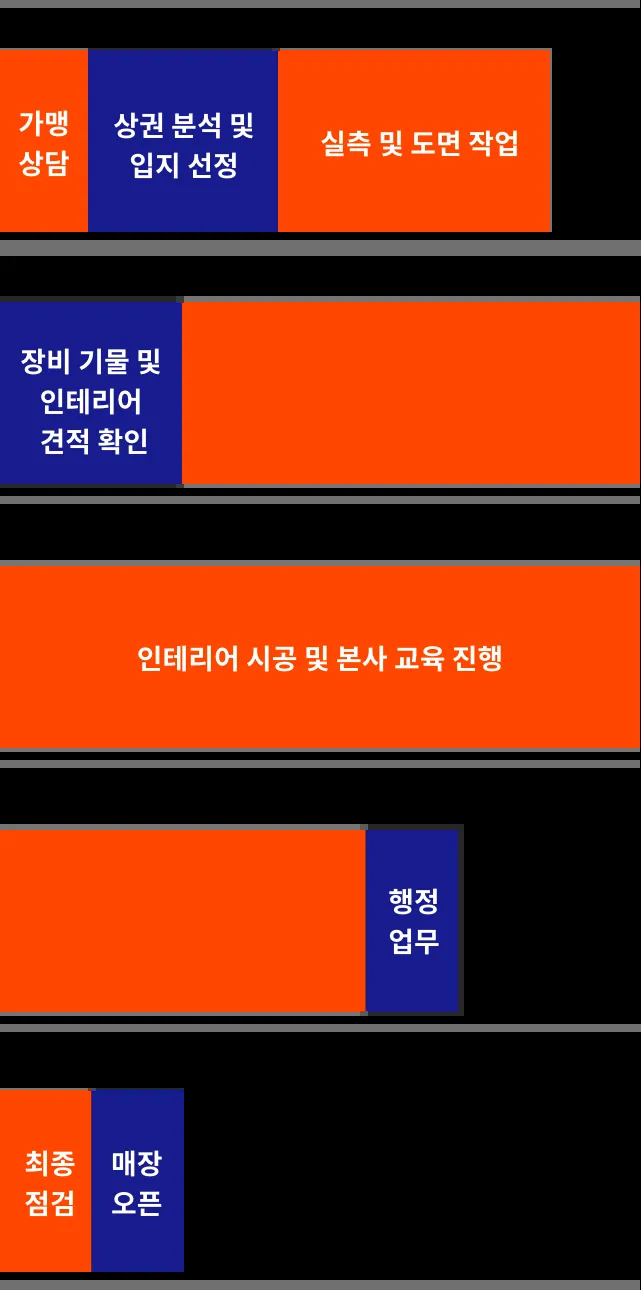 가맹
상담
상권 분석 및
입지 선정
실측 및 도면 작업
장비 기물 및
인테리어
견적 확인
인테리어 시공 및 본사 교육 진행
행정
업무
최종
점검
매장
오픈